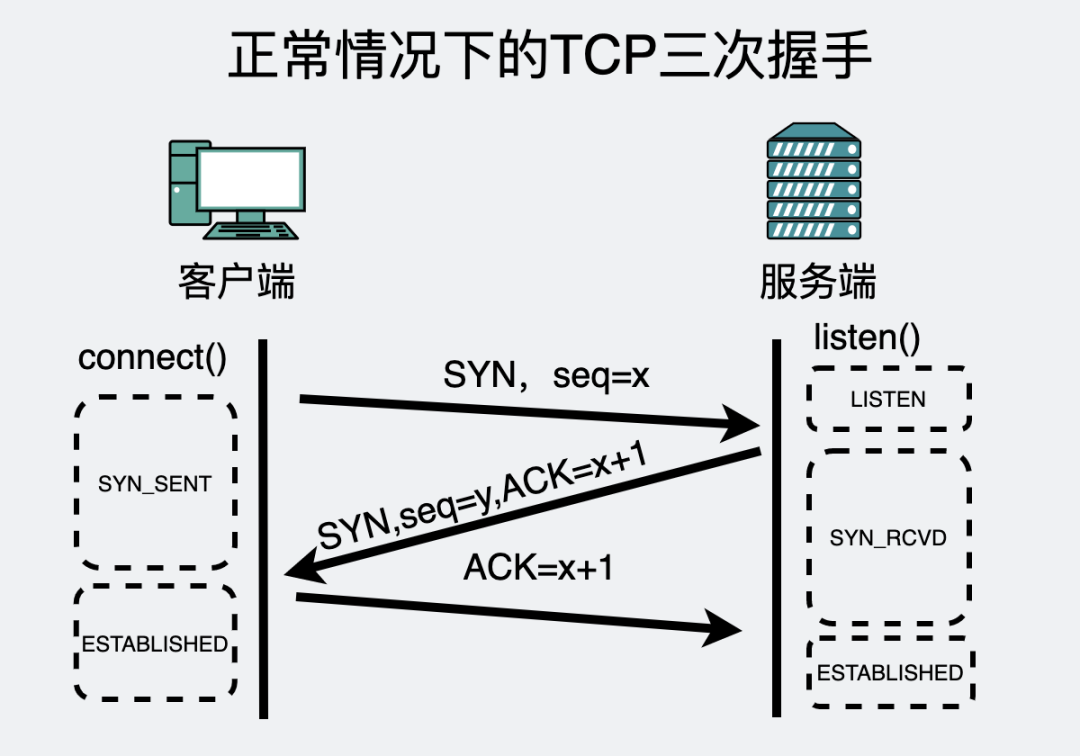 正常情况下的TCP三次握手
客户端
服务端
connect()
listen()
SYN，seq=x
LISTEN
SYN_SENT
SYN,seq=y,ACK=x+1
SYN_RCVD
ACK=x+1
ESTABLISHED
ESTABLISHED